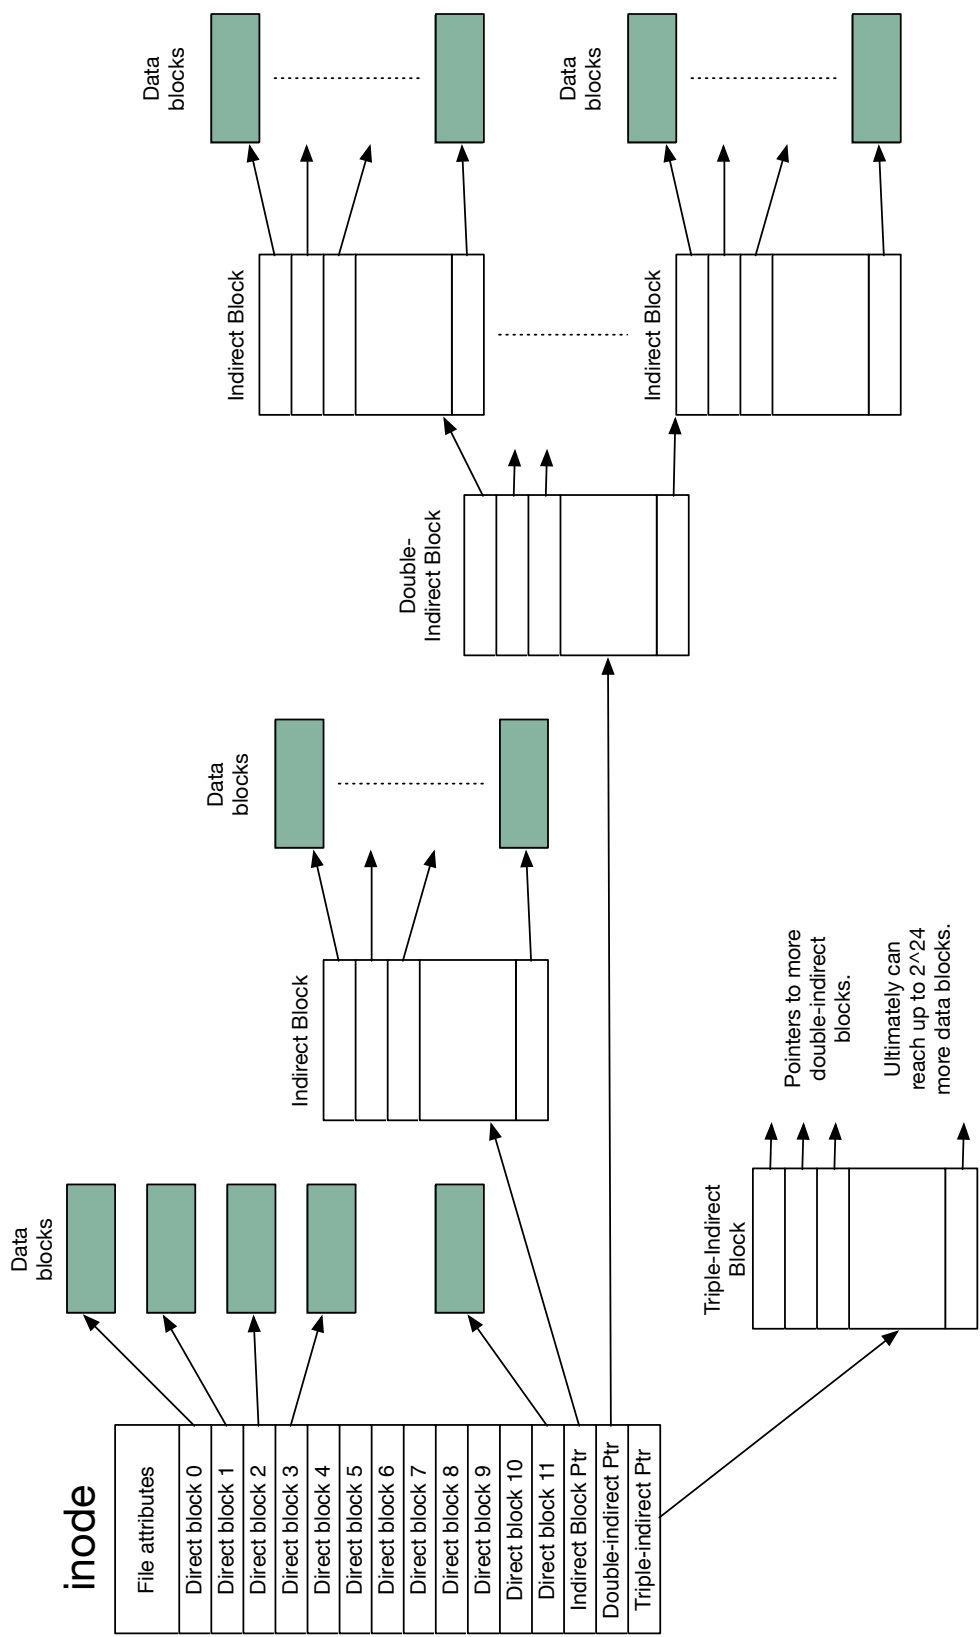 inode
File attributes
Direct block 0
Direct block 1
Direct block 2
Direct block 3
Direct block 4
Direct block 5
Direct block 6
Direct block 7
Direct block 8
Direct block 9
Direct block 10
Direct block 11
Indirect Block Ptr
Double-indirect Ptr
Triple-indirect Ptr
Data
blocks
Indirect Block
Data
blocks
Double-
Indirect Block
Indirect Block
Data
blocks
Indirect Block
Data
blocks
Triple-Indirect
Block
Pointers to more
double-indirect
blocks.
Ultimately can
reach up to 2^24
more data blocks.